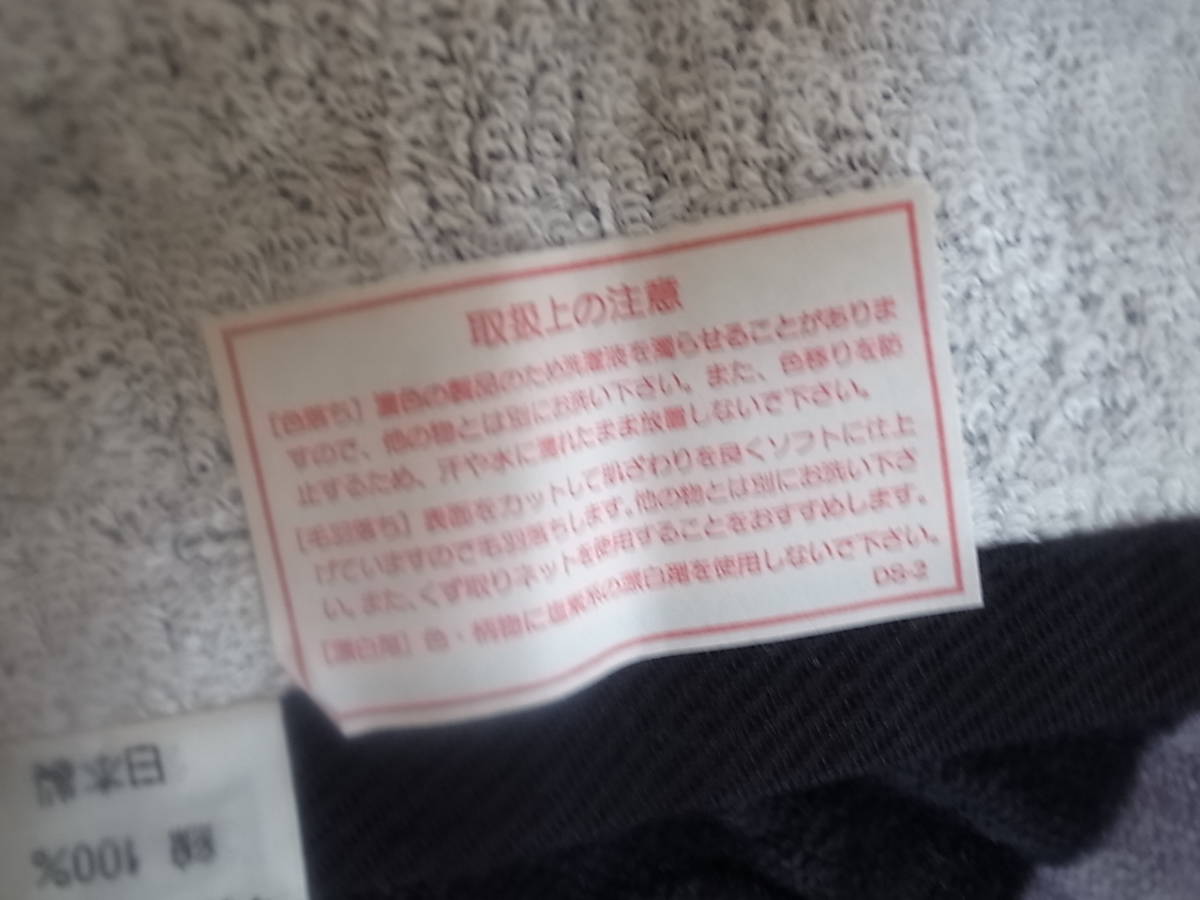 取扱上の注意
[色落ち] 濃色の製品のため洗濯液を濁らせることがありま
すので、他の物とは別にお洗い下さい。また、色移りを防
止するため、汗や水に濡れたまま放置しないで下さい。
[毛羽落ち] 表面をカットして肌ざわりを良くソフトに仕上
げていますので毛羽落ちします。他の物とは別にお洗い下さ
い。また、くず取りネットを使用することをおすすめします。
[漂白剤] 色・柄物に塩素系の漂白剤を使用しないで下さい。
DS-2
日本製
綿 100%